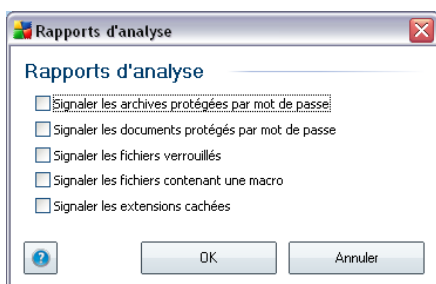 Rapports d'analyse
Rapports d'analyse
Signaler les archives protégées par mot de passe
Signaler les documents protégés par mot de passe
Signaler les fichiers verrouillés
Signaler les fichiers contenant une macro
Signaler les extensions cachées
?
OK
Annuler